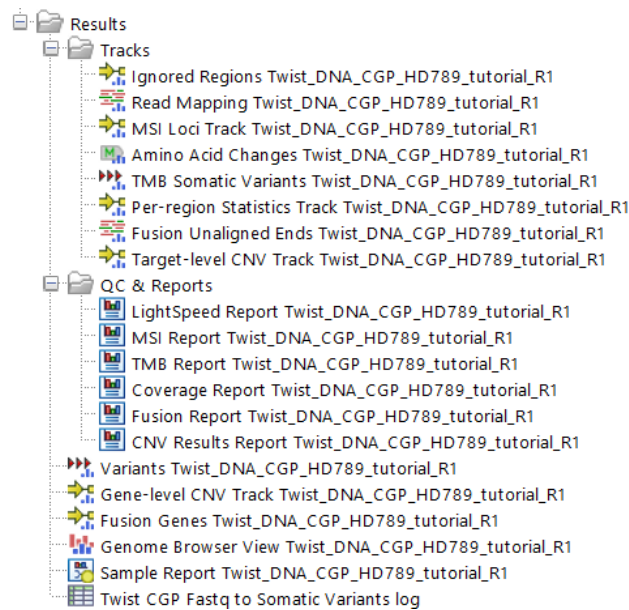 Results
Tracks
Ignored Regions Twist_DNA_CGP_HD789_tutorial_R1
Read Mapping Twist_DNA_CGP_HD789_tutorial_R1
MSI Loci Track Twist_DNA_CGP_HD789_tutorial_R1
Amino Acid Changes Twist_DNA_CGP_HD789_tutorial_R1
TMB Somatic Variants Twist_DNA_CGP_HD789_tutorial_R1
Per-region Statistics Track Twist_DNA_CGP_HD789_tutorial_R1
Fusion Unaligned Ends Twist_DNA_CGP_HD789_tutorial_R1
Target-level CNV Track Twist_DNA_CGP_HD789_tutorial_R1
QC & Reports
LightSpeed Report Twist_DNA_CGP_HD789_tutorial_R1
MSI Report Twist_DNA_CGP_HD789_tutorial_R1
TMB Report Twist_DNA_CGP_HD789_tutorial_R1
Coverage Report Twist_DNA_CGP_HD789_tutorial_R1
Fusion Report Twist_DNA_CGP_HD789_tutorial_R1
CNV Results Report Twist_DNA_CGP_HD789_tutorial_R1
Variants Twist_DNA_CGP_HD789_tutorial_R1
Gene-level CNV Track Twist_DNA_CGP_HD789_tutorial_R1
Fusion Genes Twist_DNA_CGP_HD789_tutorial_R1
Genome Browser View Twist_DNA_CGP_HD789_tutorial_R1
Sample Report Twist_DNA_CGP_HD789_tutorial_R1
Twist CGP Fastq to Somatic Variants log